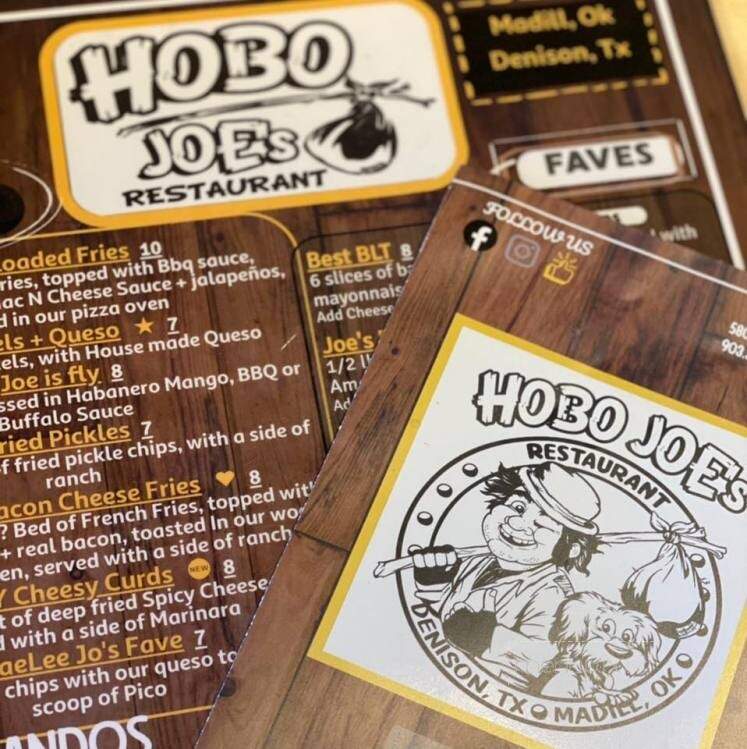 HOBO
JOE's
RESTAURANT
Madill, Ok
Denison, Tx
FAVES
with
Loaded Fries 10
ries, topped with Bbq sauce,
ac N Cheese Sauce + jalapeños,
d in our pizza oven
els + Queso 7
els, with House made Queso
Joe is fly 8
ssed in Habanero Mango, BBQ or
Buffalo Sauce
ried Pickles 7
f fried pickle chips, with a side of
ranch
acon Cheese Fries 8
? Bed of French Fries, topped with
+ real bacon, toasted In our wo
en, served with a side of ranch
Y Cheesy Curds NEW 8
t of deep fried Spicy Cheese
d with a side of Marinara
aeLee Jo's Fave 7
chips with our queso to
scoop of Pico
ANDOS
Best BLT 8
6 slices of b
mayonnais
Add Cheese
Joe's
1/2 l
Am
Ad
FOLLOW US
580
903.
HOBO JOE's
RESTAURANT
DENISON, TX MADILL, OK